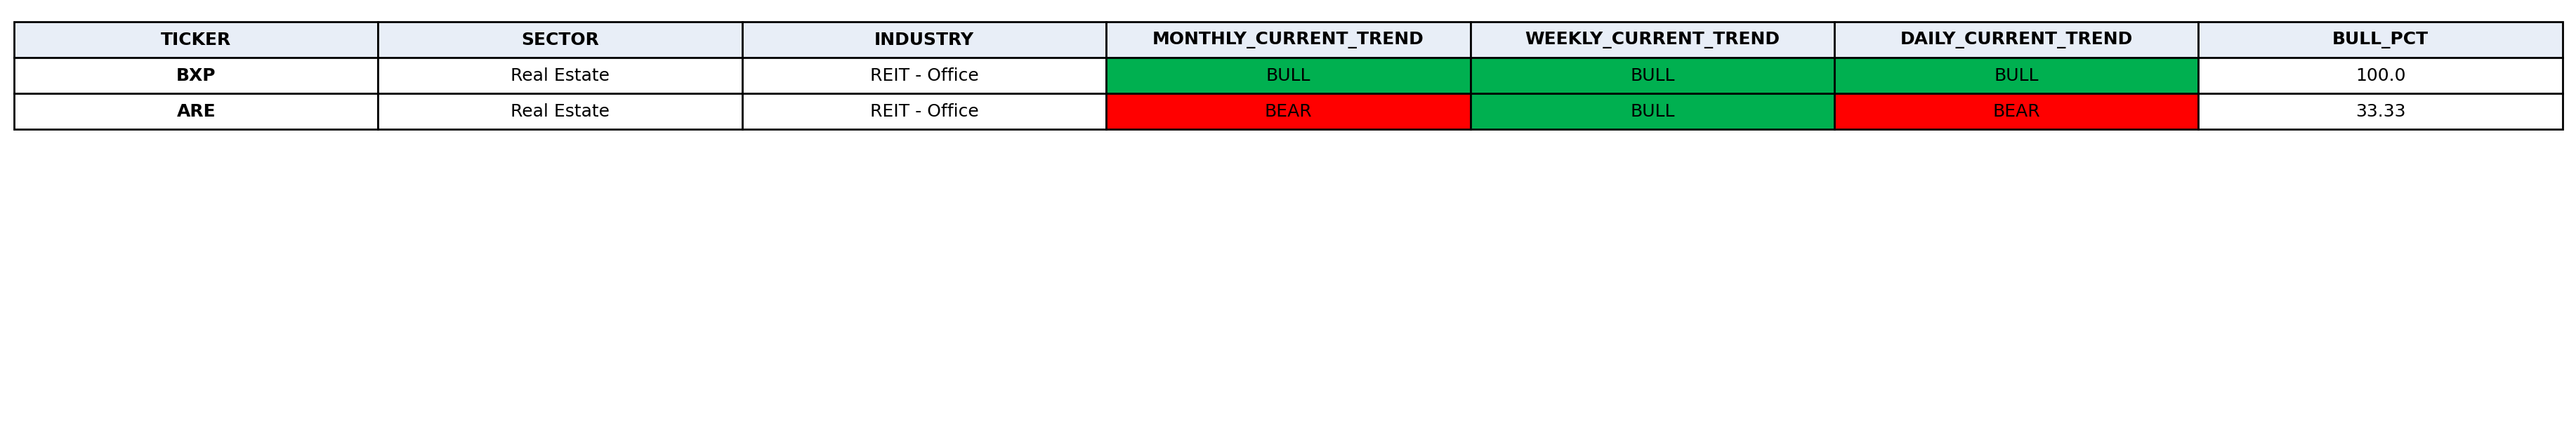 TICKER SECTOR INDUSTRY MONTHLY_CURRENT_TREND WEEKLY_CURRENT_TREND DAILY_CURRENT_TREND BULL_PCT
BXP Real Estate REIT - Office BULL BULL BULL 100.0
ARE Real Estate REIT - Office BEAR BULL BEAR 33.33